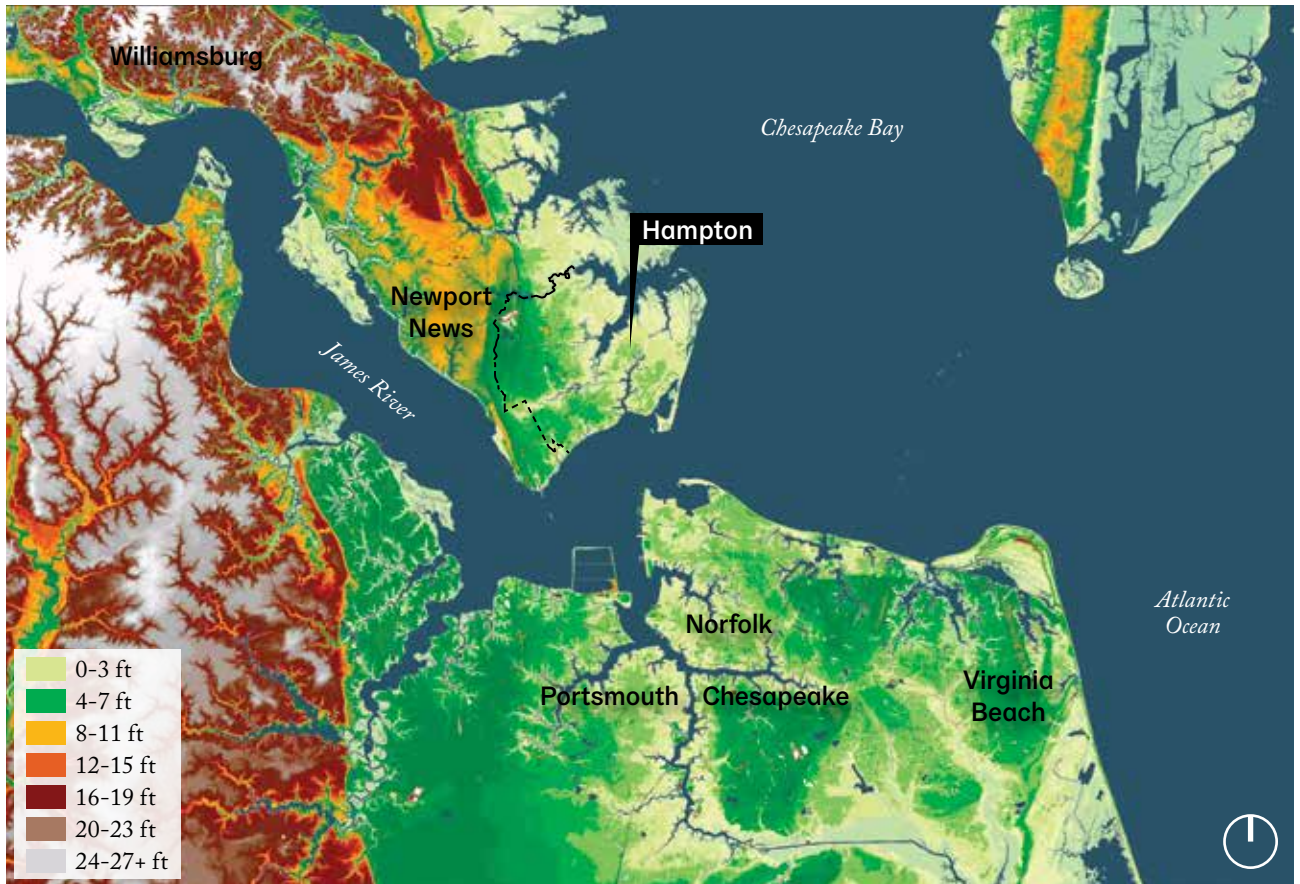 Williamsburg
Chesapeake Bay
Hampton
Newport
News
James River
Atlantic
Ocean
Norfolk
Portsmouth
Chesapeake
Virginia
Beach
0-3 ft
4-7 ft
8-11 ft
12-15 ft
16-19 ft
20-23 ft
24-27+ ft